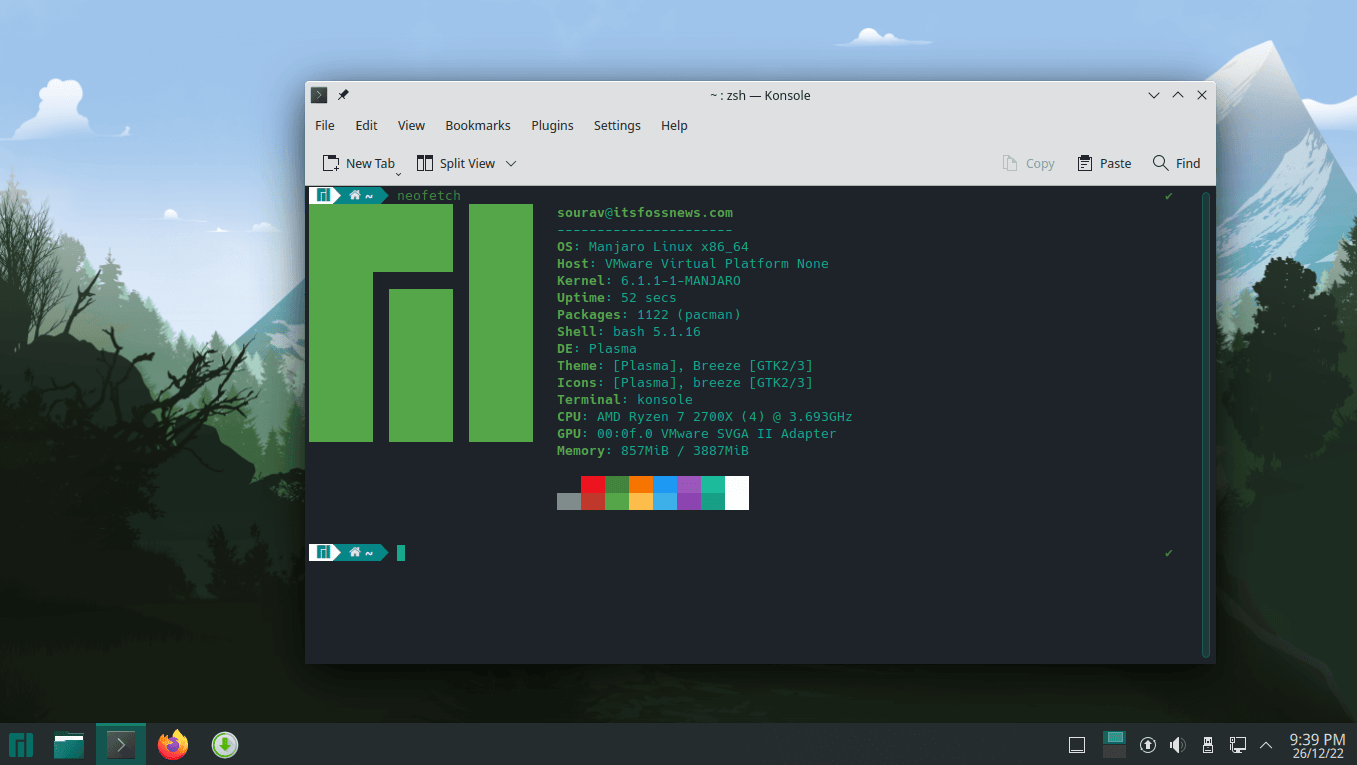 ~ : zsh — Konsole
File Edit View Bookmarks Plugins Settings Help
New Tab Split View Copy Paste Find
~ neofetch ✔
sourav@itsfossnews.com
----------------------
OS: Manjaro Linux x86_64
Host: VMware Virtual Platform None
Kernel: 6.1.1-1-MANJARO
Uptime: 52 secs
Packages: 1122 (pacman)
Shell: bash 5.1.16
DE: Plasma
Theme: [Plasma], Breeze [GTK2/3]
Icons: [Plasma], breeze [GTK2/3]
Terminal: konsole
CPU: AMD Ryzen 7 2700X (4) @ 3.693GHz
GPU: 00:0f.0 VMware SVGA II Adapter
Memory: 857MiB / 3887MiB
~ ✔
9:39 PM
26/12/22